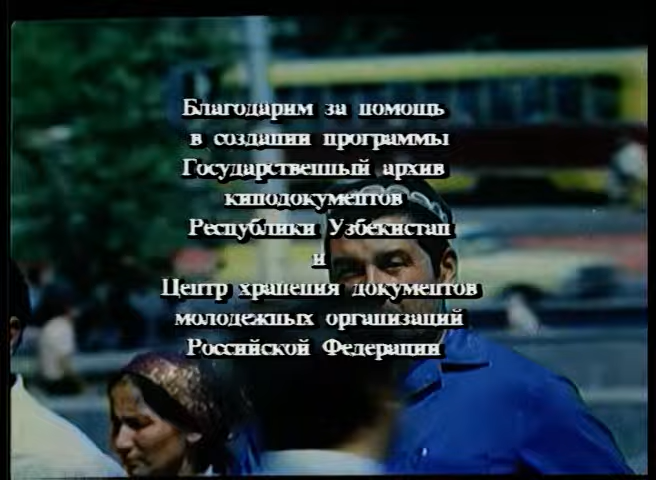 Благодарим за помощь
в создании программы
Государственный архив
кинодокументов
Республики Узбекистан
и
Центр хранения документов
молодежных организаций
Российской Федерации